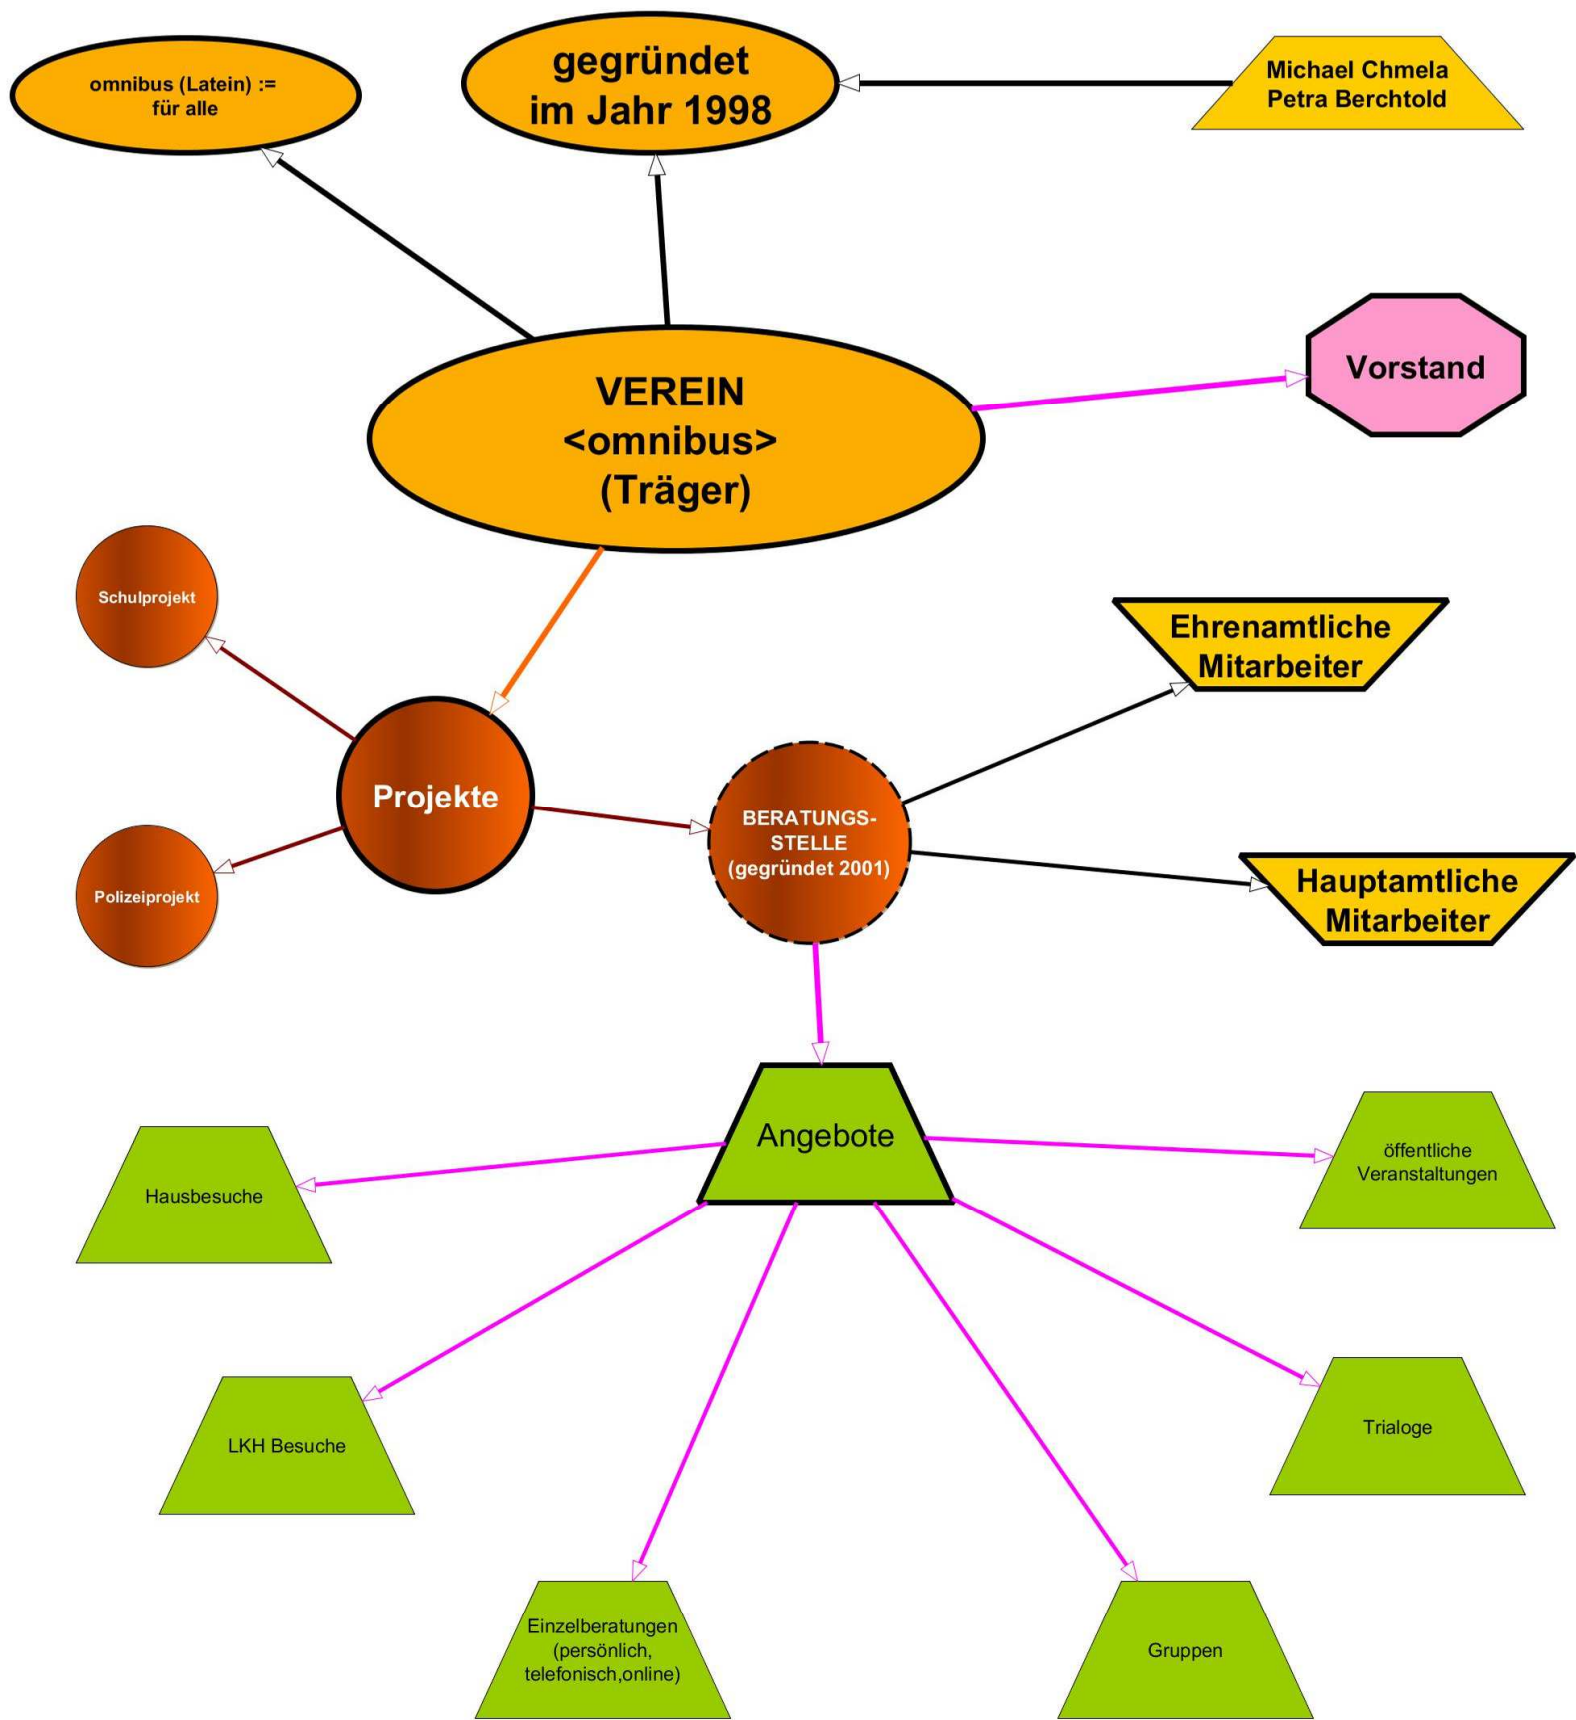 omnibus (Latein) :=
für alle
gegründet
im Jahr 1998
Michael Chmela
Petra Berchtold
VEREIN
<omnibus>
(Träger)
Vorstand
Schulprojekt
Ehrenamtliche
Mitarbeiter
Projekte
BERATUNGS-
STELLE
(gegründet 2001)
Polizeiprojekt
Hauptamtliche
Mitarbeiter
Angebote
öffentliche
Veranstaltungen
Hausbesuche
LKH Besuche
Trialoge
Einzelberatungen
(persönlich,
telefonisch,online)
Gruppen